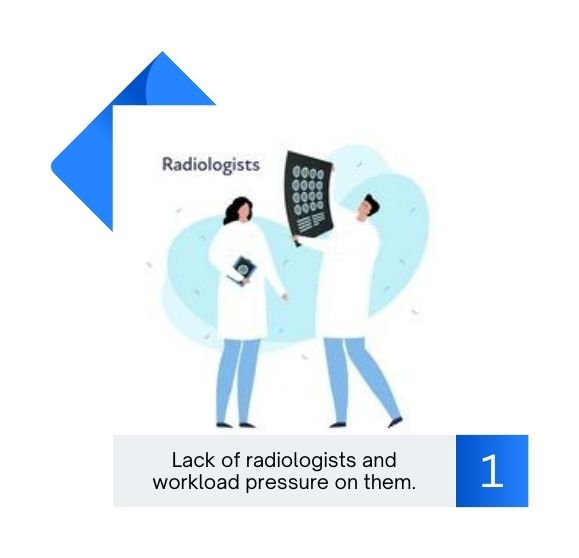 Radiologists
Lack of radiologists and
workload pressure on them.
1